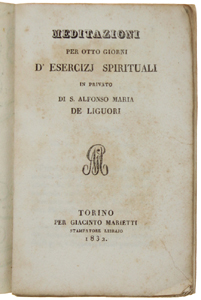 MEDITAZIONI
PER OTTO GIORNI
D' ESERCIZJ SPIRITUALI
IN PRIVATO
DI S. ALFONSO MARIA
DE LIGUORI
TORINO
PER GIACINTO MARIETTI
STAMPATORE LIBRAIO
1832.